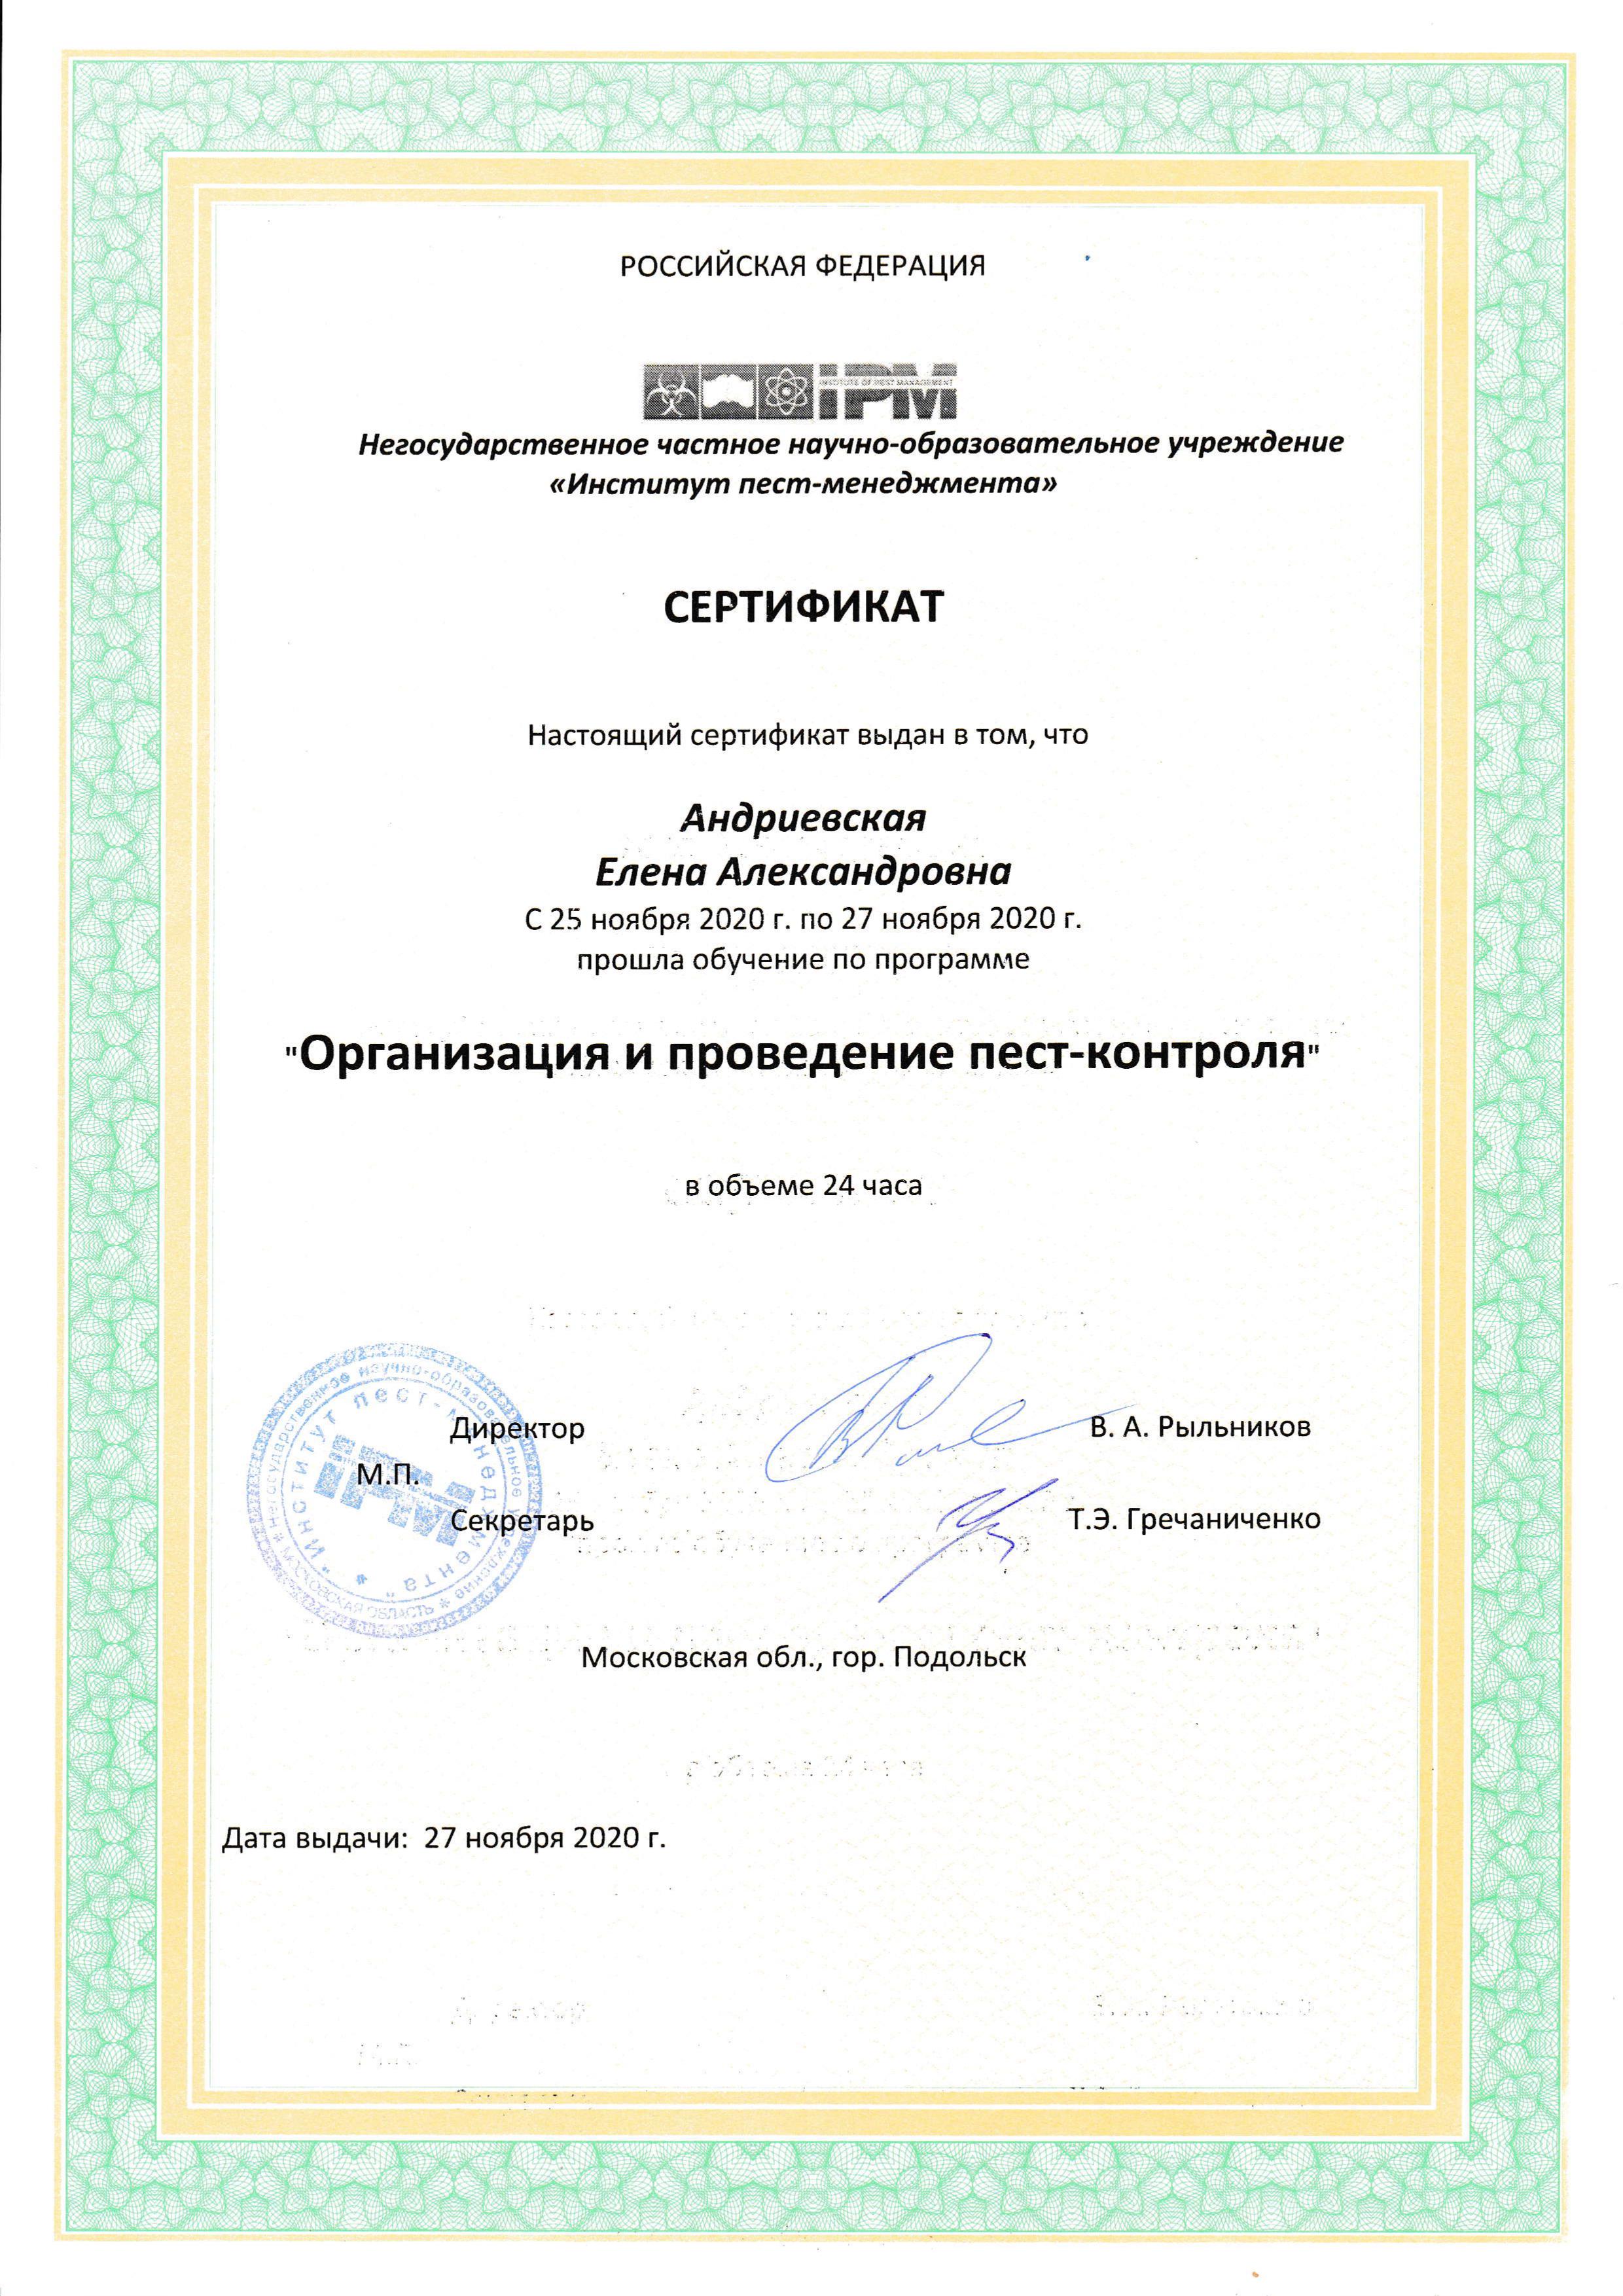 РОССИЙСКАЯ ФЕДЕРАЦИЯ
IPM
INSTITUTE OF PEST MANAGEMENT
Негосударственное частное научно-образовательное учреждение
«Институт пест-менеджмента»
СЕРТИФИКАТ
Настоящий сертификат выдан в том, что
Андриевская
Елена Александровна
С 25 ноября 2020 г. по 27 ноября 2020 г.
прошла обучение по программе
"Организация и проведение пест-контроля"
в объеме 24 часа
Директор В. А. Рыльников
М.П.
Секретарь Т.Э. Гречаниченко
негосударственное научно-образовательное учреждение
* МОСКОВСКАЯ ОБЛАСТЬ *
"Институт пест-менеджмента" *
IPM
Московская обл., гор. Подольск
Дата выдачи: 27 ноября 2020 г.